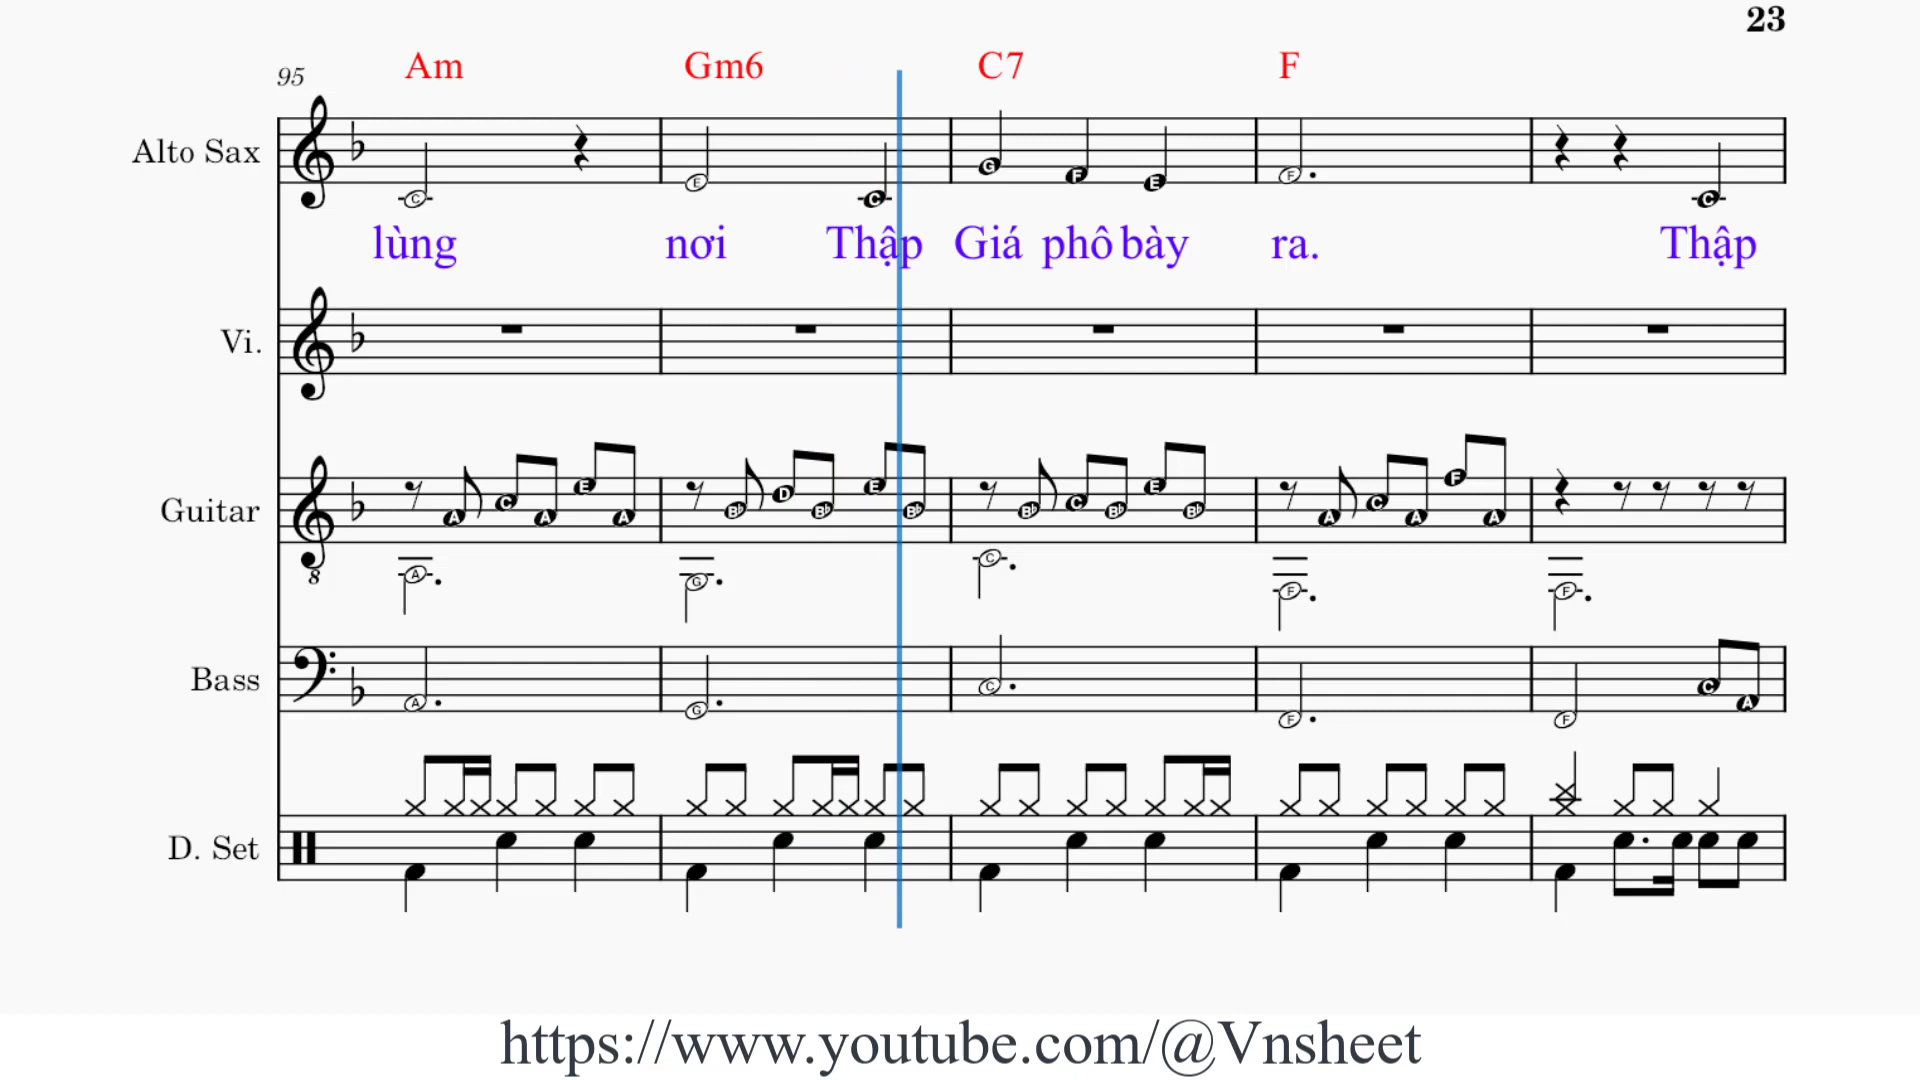 23
95 Am Gm6 C7 F
Alto Sax
lùng nơi Thập Giá phô bày ra. Thập
Vi.
Guitar
8
Bass
D. Set
https://www.youtube.com/@Vnsheet